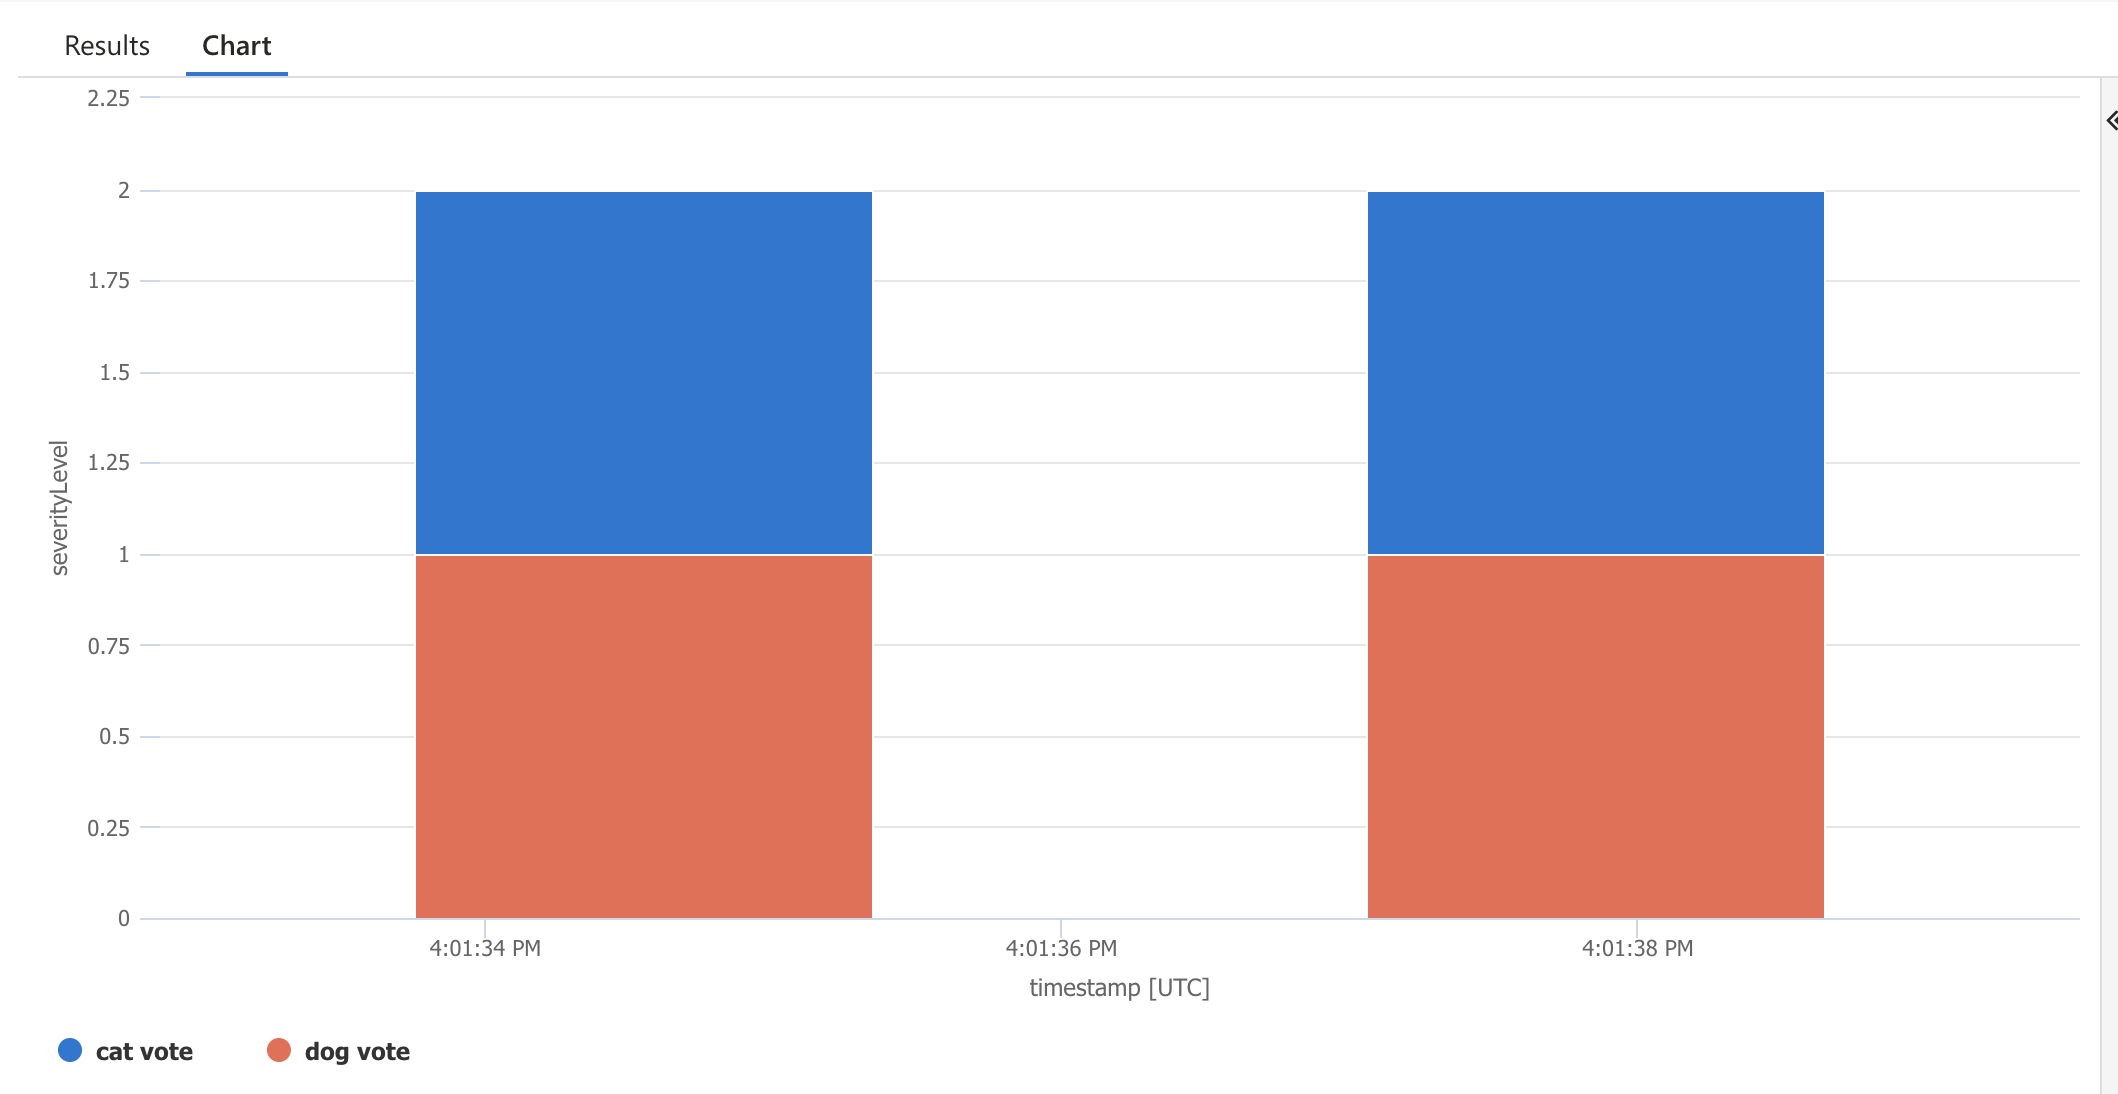 Results Chart
2.25
2
1.75
1.5
1.25
1
0.75
0.5
0.25
0
severityLevel
4:01:34 PM 4:01:36 PM 4:01:38 PM
timestamp [UTC]
cat vote dog vote